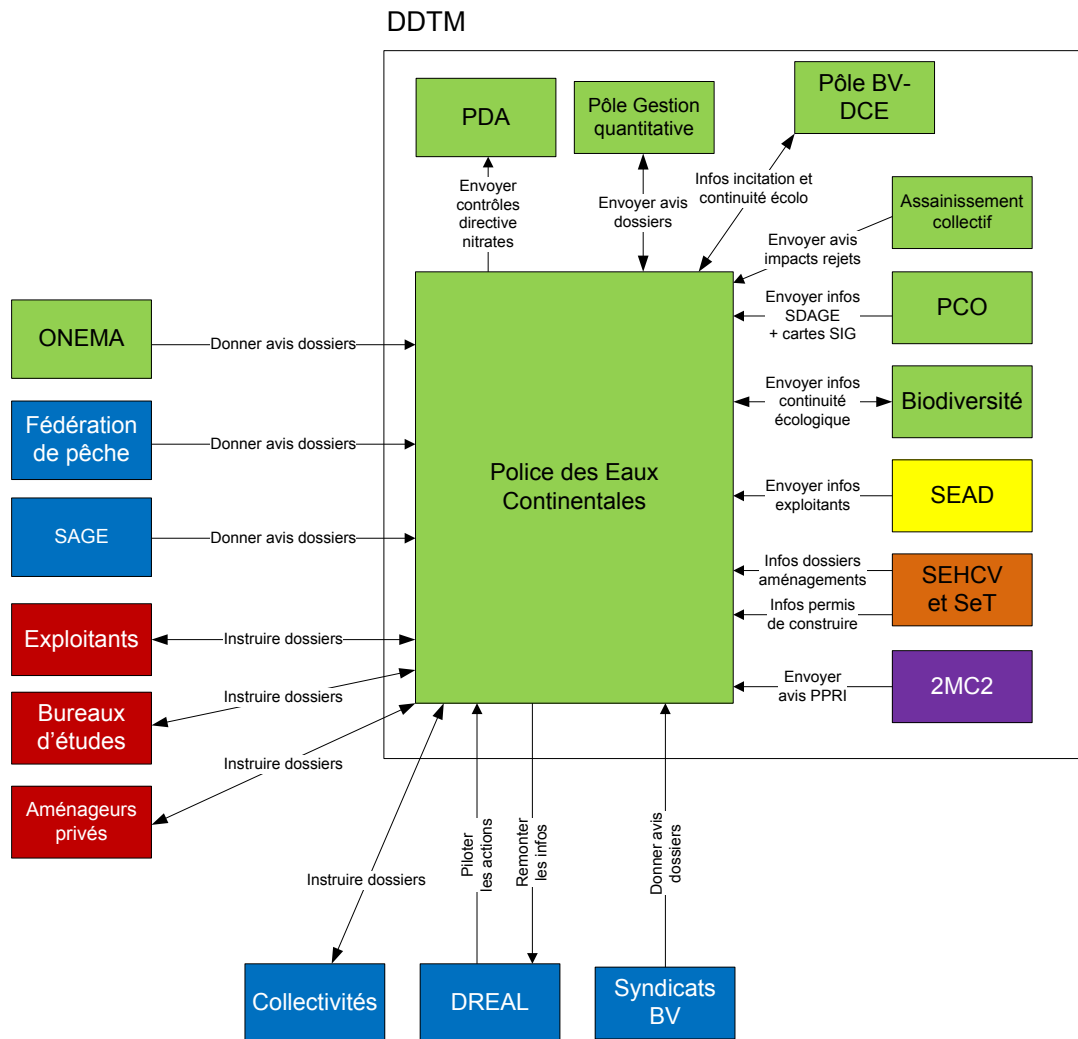 DDTM
PDA
Pôle Gestion
quantitative
Pôle BV-
DCE
Envoyer
contrôles
directive
nitrates
Envoyer avis
dossiers
Infos incitation et
continuité écolo
Assainissement
collectif
Envoyer avis
impacts rejets
ONEMA
Donner avis dossiers
Envoyer infos
SDAGE
+ cartes SIG
PCO
Fédération
de pêche
Donner avis dossiers
Envoyer infos
continuité
écologique
Biodiversité
Police des Eaux
Continentales
SAGE
Donner avis dossiers
Envoyer infos
exploitants
SEAD
Infos dossiers
aménagements
Infos permis
de construire
SEHCV
et SeT
Exploitants
Instruire dossiers
Bureaux
d’études
Instruire dossiers
Envoyer
avis PPRI
2MC2
Aménageurs
privés
Instruire dossiers
Instruire dossiers
Piloter
les actions
Remonter
les infos
Donner avis
dossiers
Collectivités
DREAL
Syndicats
BV